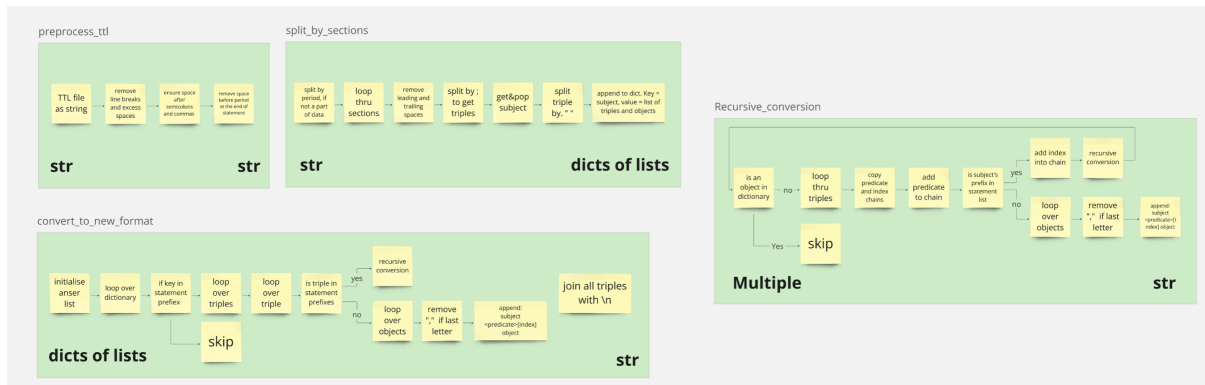 preprocess_ttl
TTL file
as string
remove
line breaks
and excess
spaces
ensure space
after
semicolons
and commas
remove space
before period
at the end of
statement
str
str
split_by_sections
split by
period, if
not a part
of data
loop
thru
sections
remove
leading and
trailing
spaces
split by ;
to get
triples
get&pop
subject
split
triple
by. " "
append to dict. Key =
subject, value = list of
triples and objects
str
dicts of lists
Recursive_conversion
is an
object in
dictionary
no
loop
thru
triples
copy
predicate
and index
chains
add
predicate
to chain
is subject's
prefix in
statement
list
yes
add index
into chain
recursive
conversion
no
loop
over
objects
remove
"," if last
letter
append:
subject
<predicate>[i
ndex] object
Yes
skip
Multiple
str
convert_to_new_format
initialise
anser
list
loop over
dictionary
if key in
statement
prefiex
loop
over
triples
loop
over
triple
is triple in
statement
prefixes
yes
recursive
conversion
no
loop
over
objects
remove
"," if last
letter
append:
subject
<predicate>[index]
object
join all triples
with \n
skip
dicts of lists
str